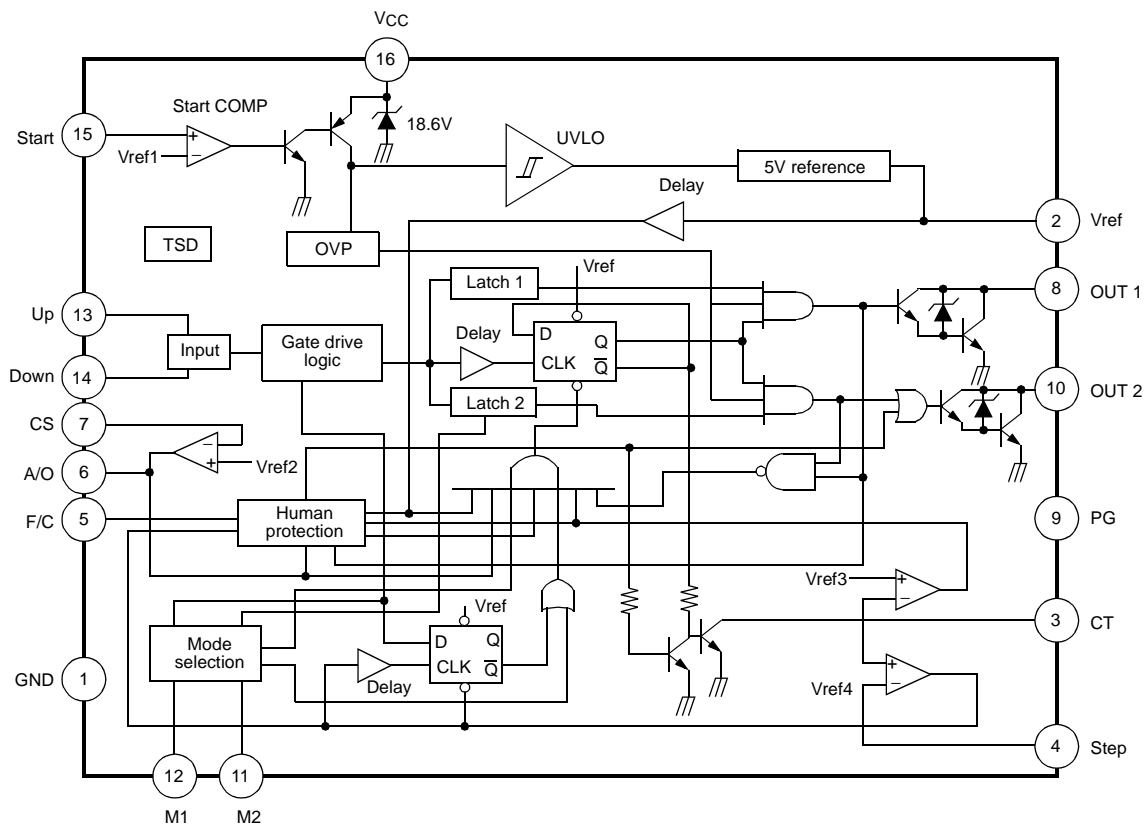 VCC
16
Start COMP
18.6V
UVLO
Start
15
+
Vref1
−
5V reference
Delay
2
Vref
TSD
OVP
Vref
Latch 1
8
OUT 1
Up
13
Delay
D
Q
Input
Gate drive
logic
CLK
Q
Down
14
10
OUT 2
Latch 2
CS
7
−
+
Vref2
A/O
6
F/C
5
Human
protection
9
PG
Vref3
+
−
Vref
3
CT
D
Q
Mode
selection
CLK
Q
GND
1
Delay
+
−
Vref4
4
Step
12
11
M1
M2